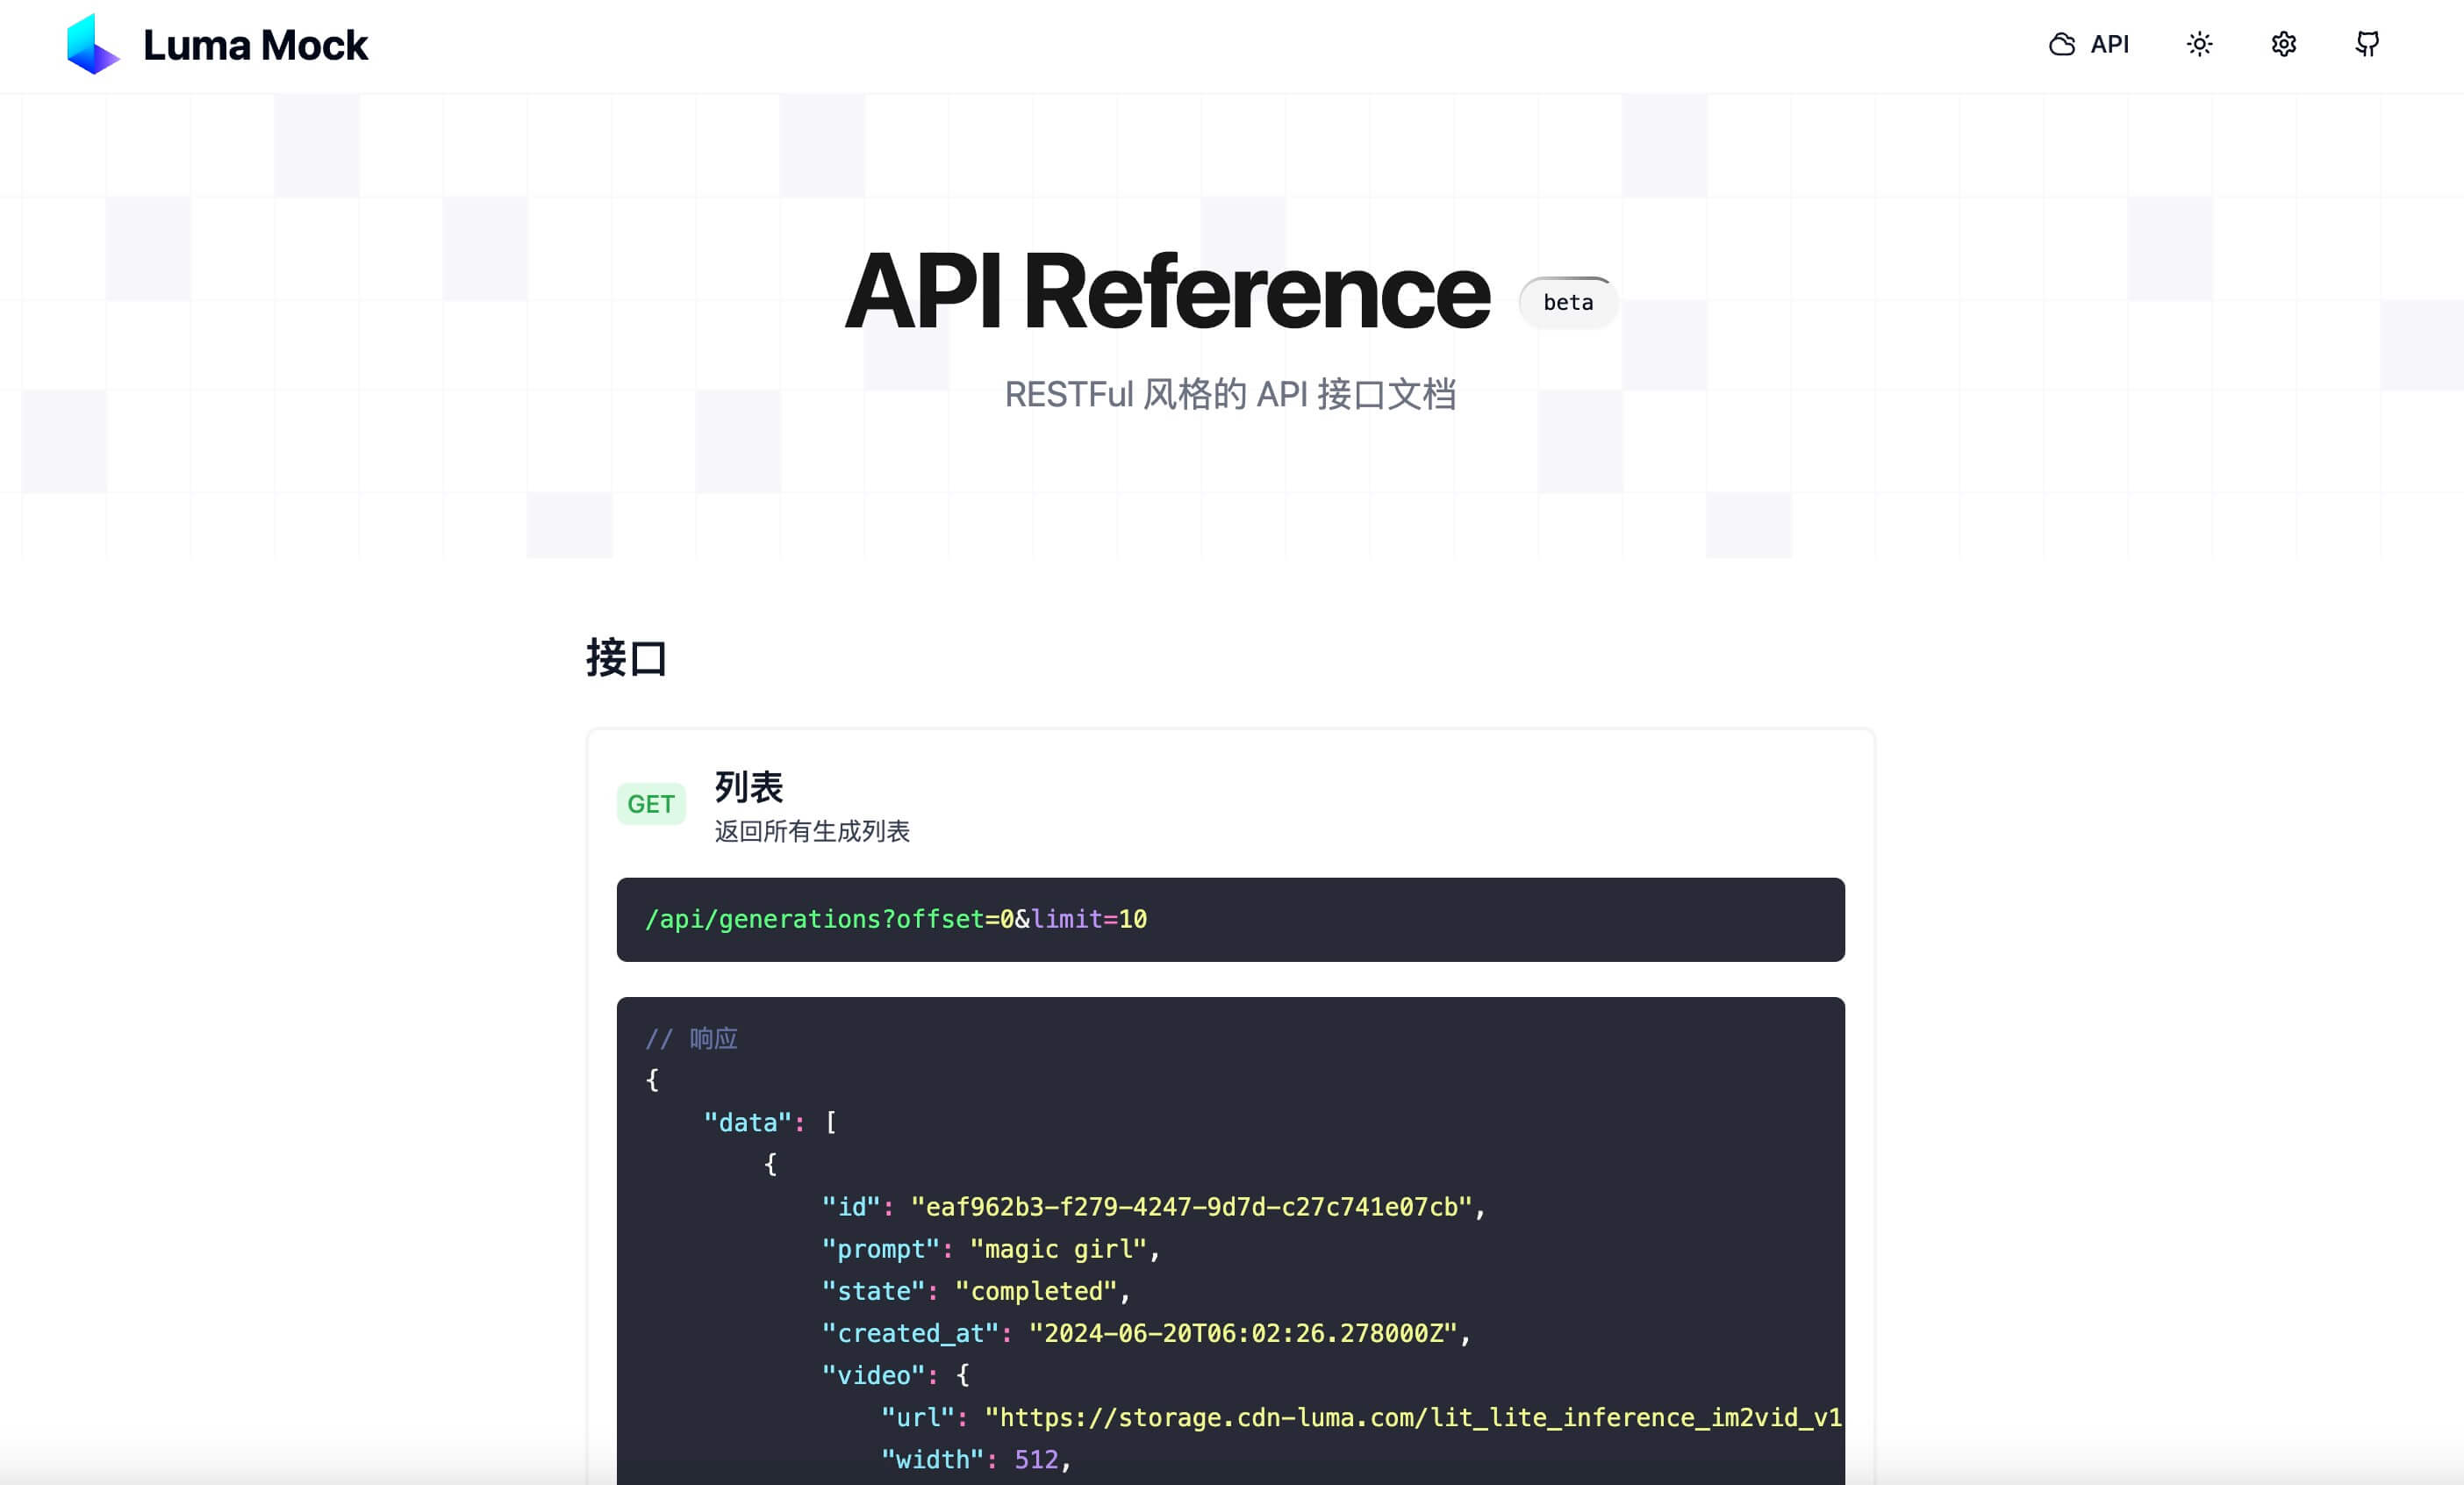 Luma Mock
API
API Reference
beta
RESTFul 风格的 API 接口文档
接口
GET
列表
返回所有生成列表
/api/generations?offset=0&limit=10
// 响应
{
"data": [
{
"id": "eaf962b3-f279-4247-9d7d-c27c741e07cb",
"prompt": "magic girl",
"state": "completed",
"created_at": "2024-06-20T06:02:26.278000Z",
"video": {
"url": "https://storage.cdn-luma.com/lit_lite_inference_im2vid_v1
"width": 512,